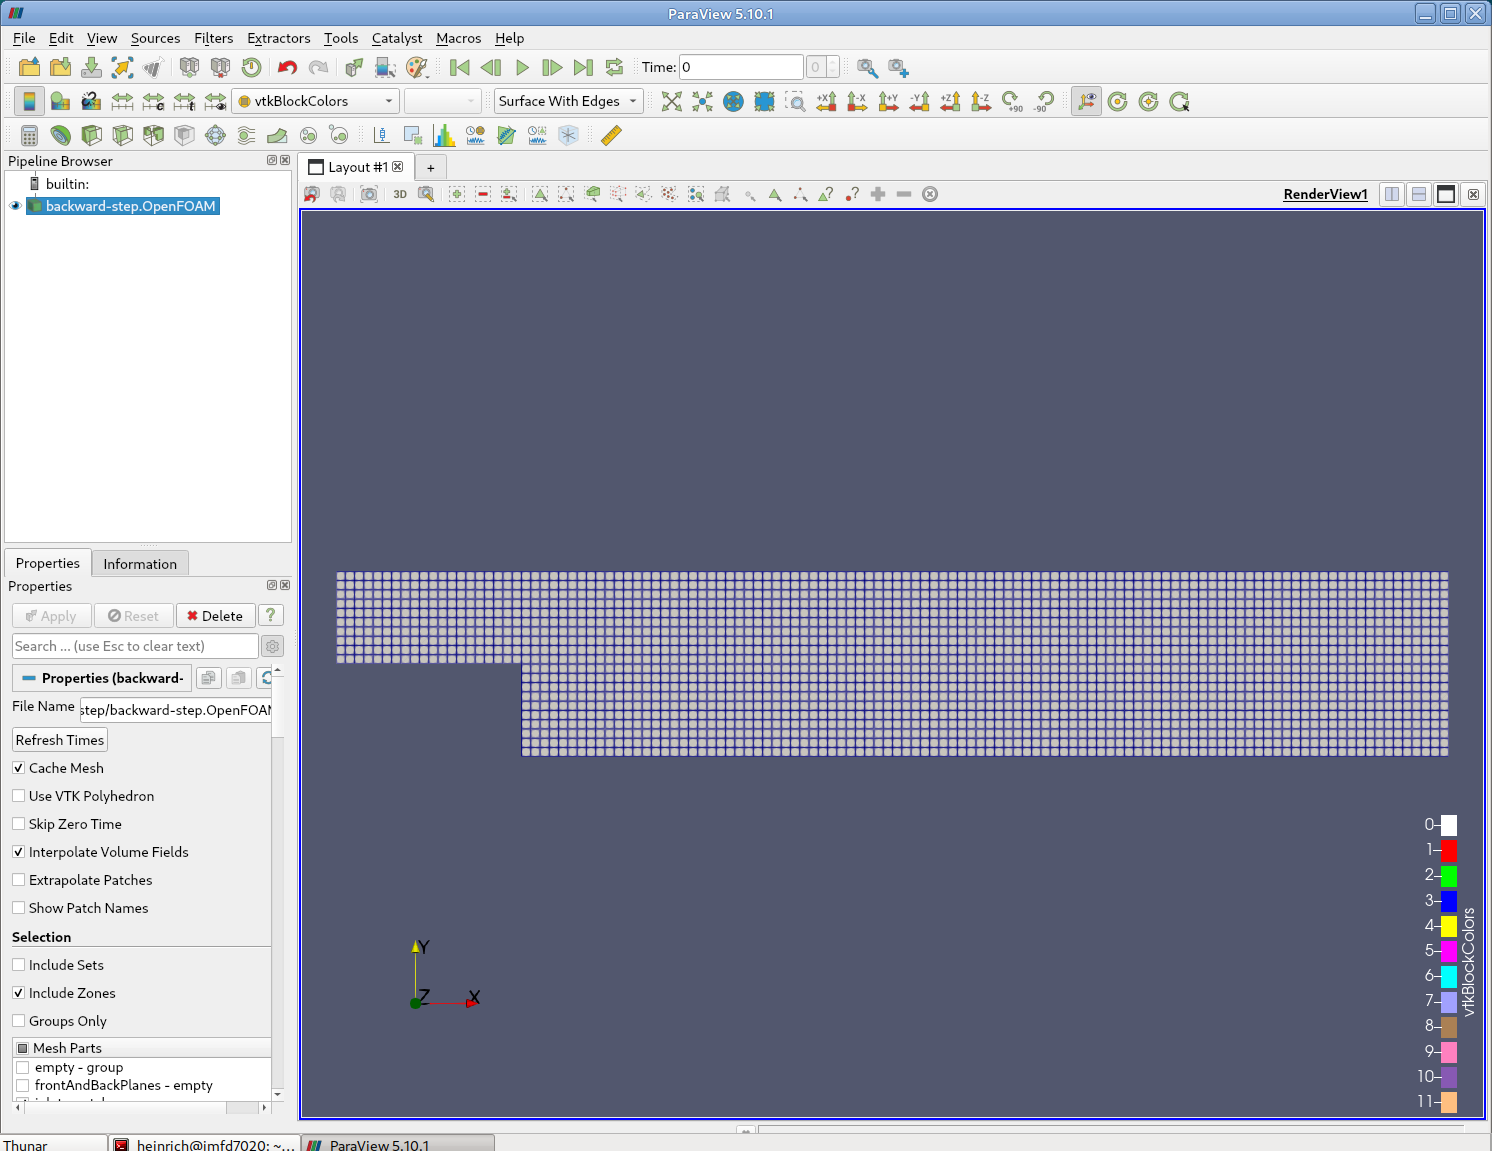 ParaView 5.10.1
File Edit View Sources Filters Extractors Tools Catalyst Macros Help
Time: 0 0
vtkBlockColors Surface With Edges +X -X +Y -Y +Z -Z +90 -90
Pipeline Browser
Layout #1 +
builtin:
3D RenderView1
backward-step.OpenFOAM
Properties Information
Properties
Apply Reset Delete ?
Search ... (use Esc to clear text)
Properties (backward-
File Name step/backward-step.OpenFOAM
Refresh Times
Cache Mesh
Use VTK Polyhedron
Skip Zero Time
Interpolate Volume Fields
Extrapolate Patches
Show Patch Names
Selection
Include Sets
Include Zones
Groups Only
Mesh Parts
empty - group
frontAndBackPlanes - empty
Y
Z X
0
1
2
3
4
5
6
7
8
9
10
11
vtkBlockColors
Thunar heinrich@imfd7020: ~... ParaView 5.10.1